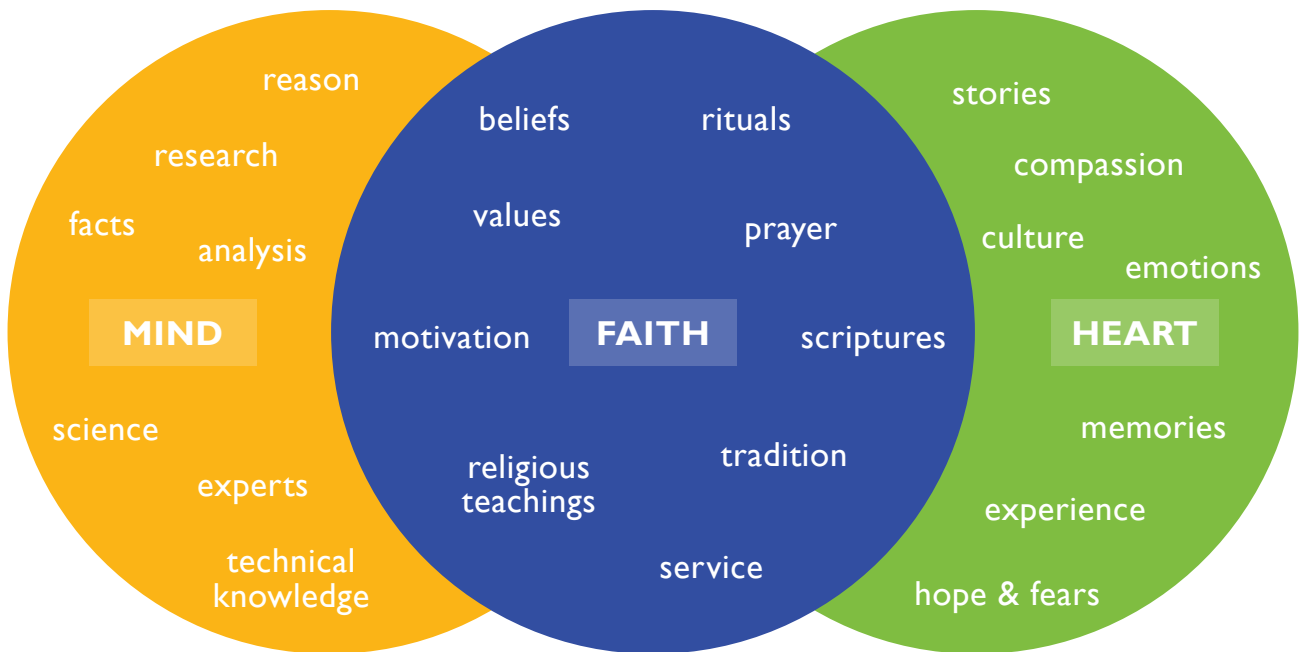 reason
research
facts
analysis
MIND
science
experts
technical
knowledge
beliefs
rituals
values
prayer
motivation
FAITH
scriptures
religious
teachings
tradition
service
stories
compassion
culture
emotions
HEART
memories
experience
hope & fears